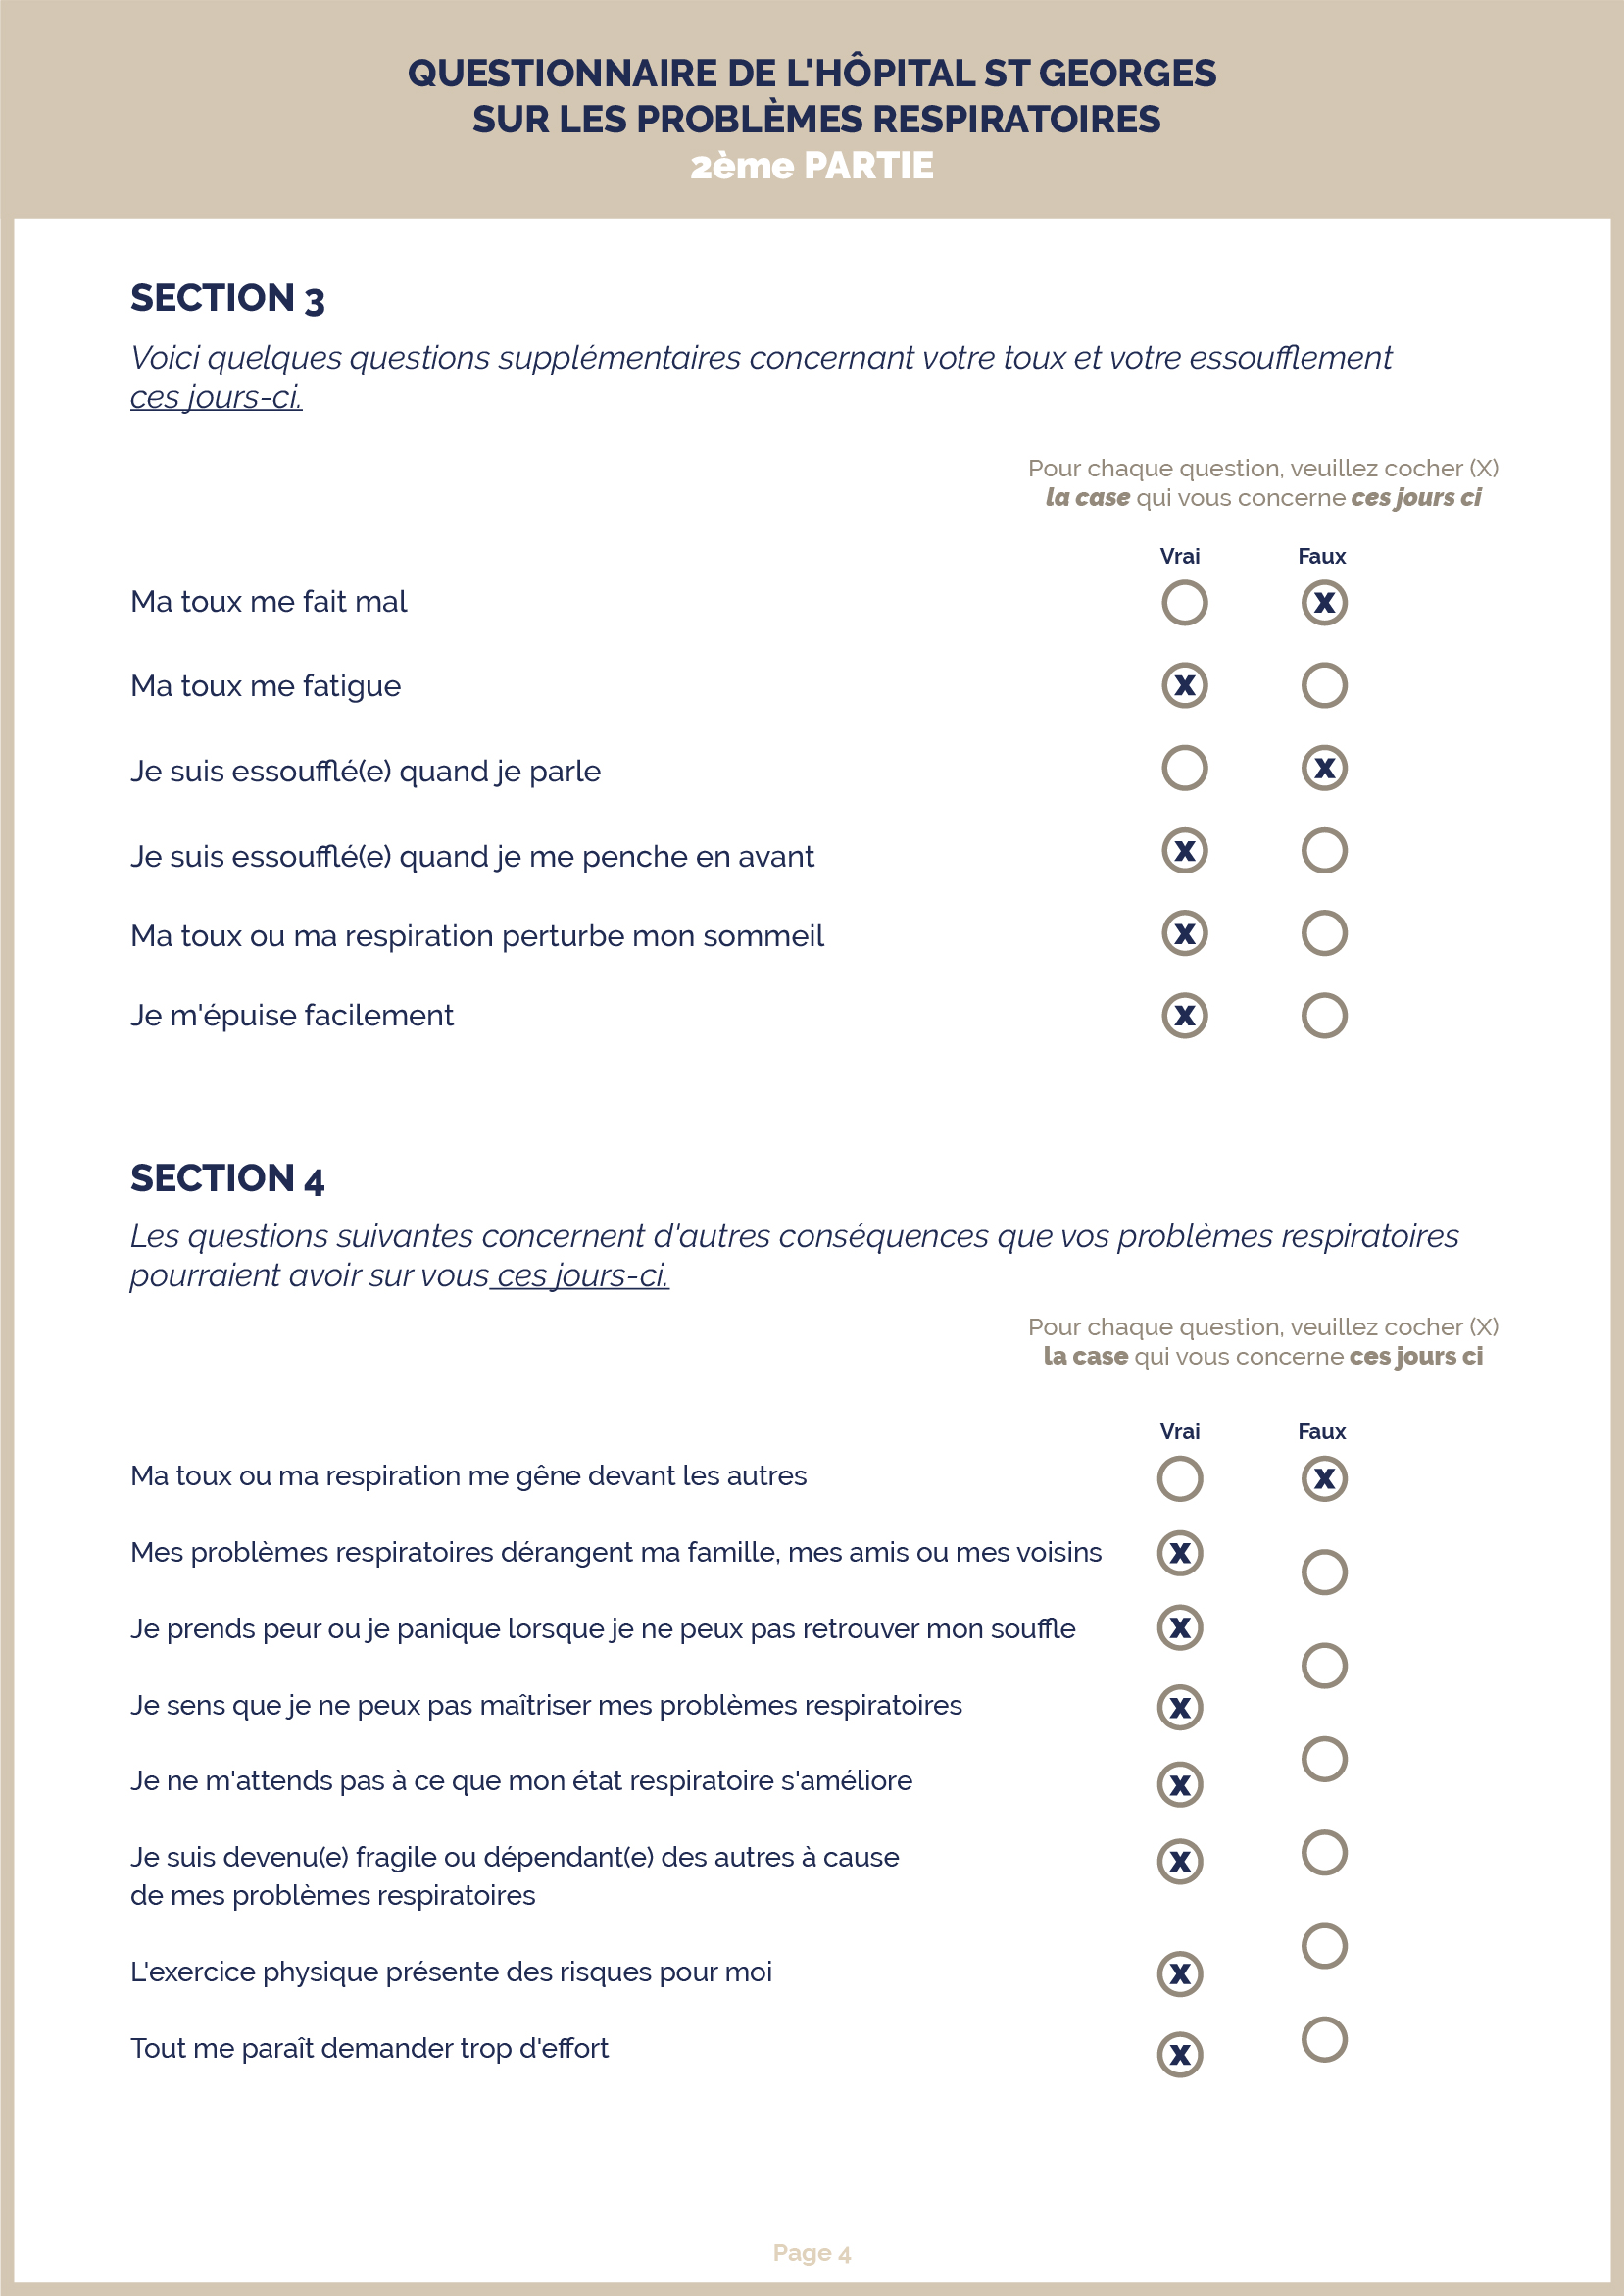 QUESTIONNAIRE DE L'HÔPITAL ST GEORGES
SUR LES PROBLÈMES RESPIRATOIRES
2ème PARTIE
SECTION 3
Voici quelques questions supplémentaires concernant votre toux et votre essoufflement
ces jours-ci.
Pour chaque question, veuillez cocher (X)
la case qui vous concerne ces jours ci
Vrai Faux
Ma toux me fait mal X
Ma toux me fatigue X
Je suis essoufflé(e) quand je parle X
Je suis essoufflé(e) quand je me penche en avant X
Ma toux ou ma respiration perturbe mon sommeil X
Je m'épuise facilement X
SECTION 4
Les questions suivantes concernent d'autres conséquences que vos problèmes respiratoires
pourraient avoir sur vous ces jours-ci.
Pour chaque question, veuillez cocher (X)
la case qui vous concerne ces jours ci
Vrai Faux
Ma toux ou ma respiration me gêne devant les autres X
Mes problèmes respiratoires dérangent ma famille, mes amis ou mes voisins X
Je prends peur ou je panique lorsque je ne peux pas retrouver mon souffle X
Je sens que je ne peux pas maîtriser mes problèmes respiratoires X
Je ne m'attends pas à ce que mon état respiratoire s'améliore X
Je suis devenu(e) fragile ou dépendant(e) des autres à cause X
de mes problèmes respiratoires
L'exercice physique présente des risques pour moi X
Tout me paraît demander trop d'effort X
Page 4